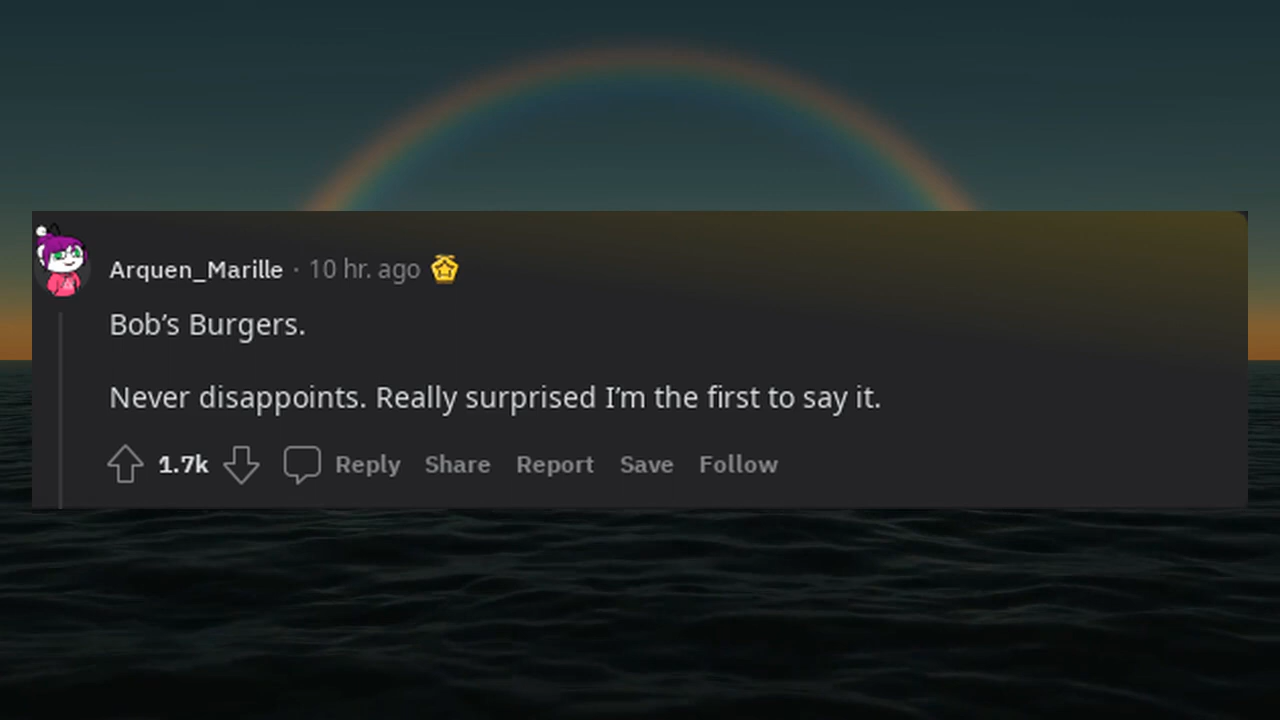 Arquen_Marille · 10 hr. ago
Bob’s Burgers.
Never disappoints. Really surprised I’m the first to say it.
1.7k Reply Share Report Save Follow